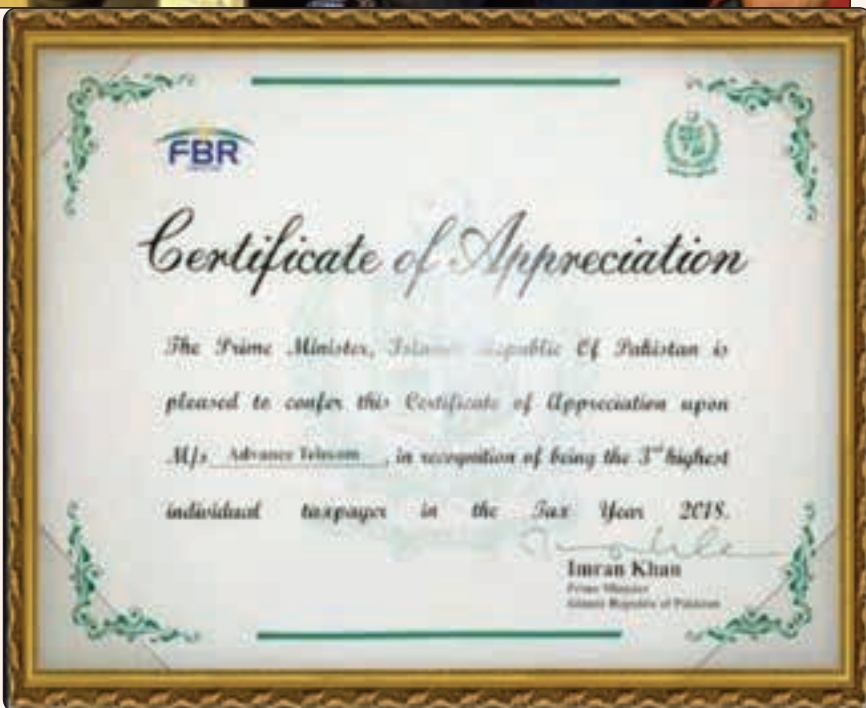 FBR
Certificate of Appreciation
The Prime Minister, Islamic Republic Of Pakistan is
pleased to confer this Certificate of Appreciation upon
M/s Advance Telecom, in recognition of being the 3rd highest
individual taxpayer in the Tax Year 2018.
Imran Khan
Prime Minister
Islamic Republic of Pakistan